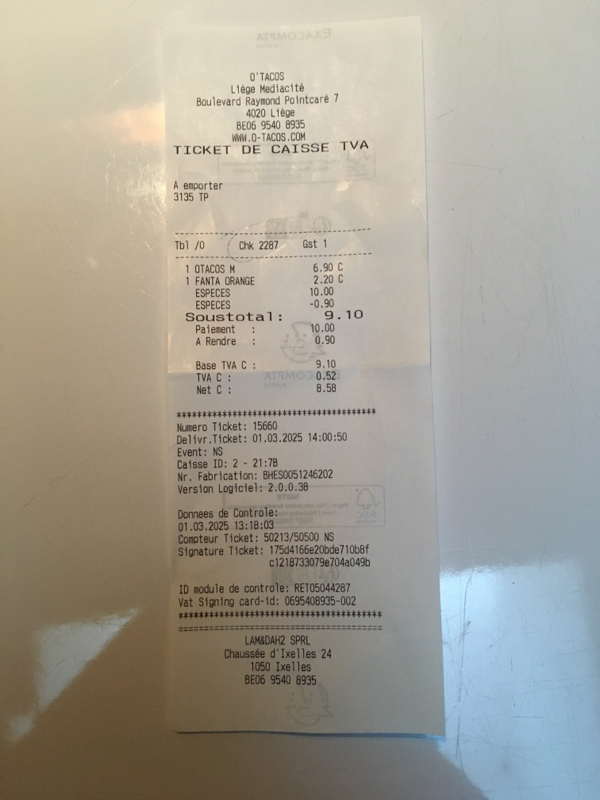 O'TACOS
Liége Mediacité
Boulevard Raymond Pointcaré 7
4020 Liége
BE06 9540 8935
WWW.O-TACOS.COM
TICKET DE CAISSE TVA
A emporter
3135 TP
Tbl /0 Chk 2287 Gst 1
1 OTACOS M 6.90 C
1 FANTA ORANGE 2.20 C
ESPECES 10.00
ESPECES -0.90
Soustotal: 9.10
Paiement : 10.00
A Rendre : 0.90
Base TVA C : 9.10
TVA C : 0.52
Net C : 8.58
****************************************
Numero Ticket: 15660
Delivr.Ticket: 01.03.2025 14:00:50
Event: NS
Caisse ID: 2 - 21:7B
Nr. Fabrication: BHES0051246202
Version Logiciel: 2.0.0.38
Donnees de Controle:
01.03.2025 13:18:03
Compteur Ticket: 50213/50500 NS
Signature Ticket: 175d4166e20bde710b8f
c1218733079e704a049b
ID module de controle: RET05044287
Vat Signing card-id: 0695408935-002
****************************************
========================================
LAM&DAH2 SPRL
Chaussée d'Ixelles 24
1050 Ixelles
BE06 9540 8935